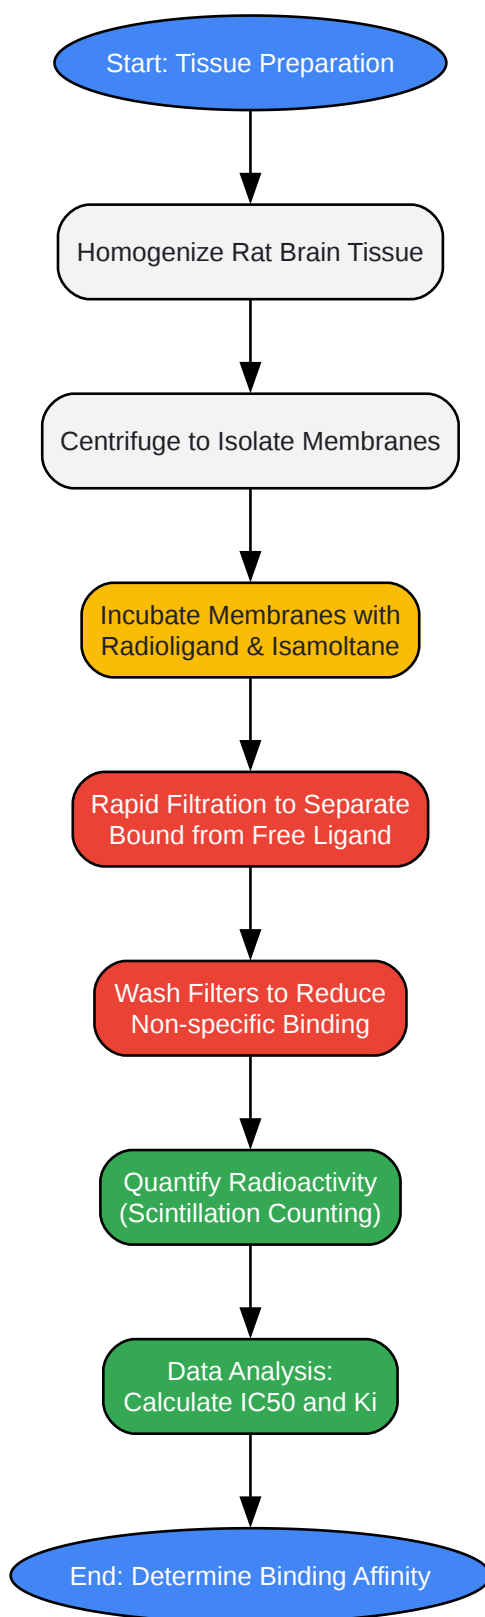 Start: Tissue Preparation
Homogenize Rat Brain Tissue
Centrifuge to Isolate Membranes
Incubate Membranes with
Radioligand & Isamoltane
Rapid Filtration to Separate
Bound from Free Ligand
Wash Filters to Reduce
Non-specific Binding
Quantify Radioactivity
(Scintillation Counting)
Data Analysis:
Calculate IC50 and Ki
End: Determine Binding Affinity